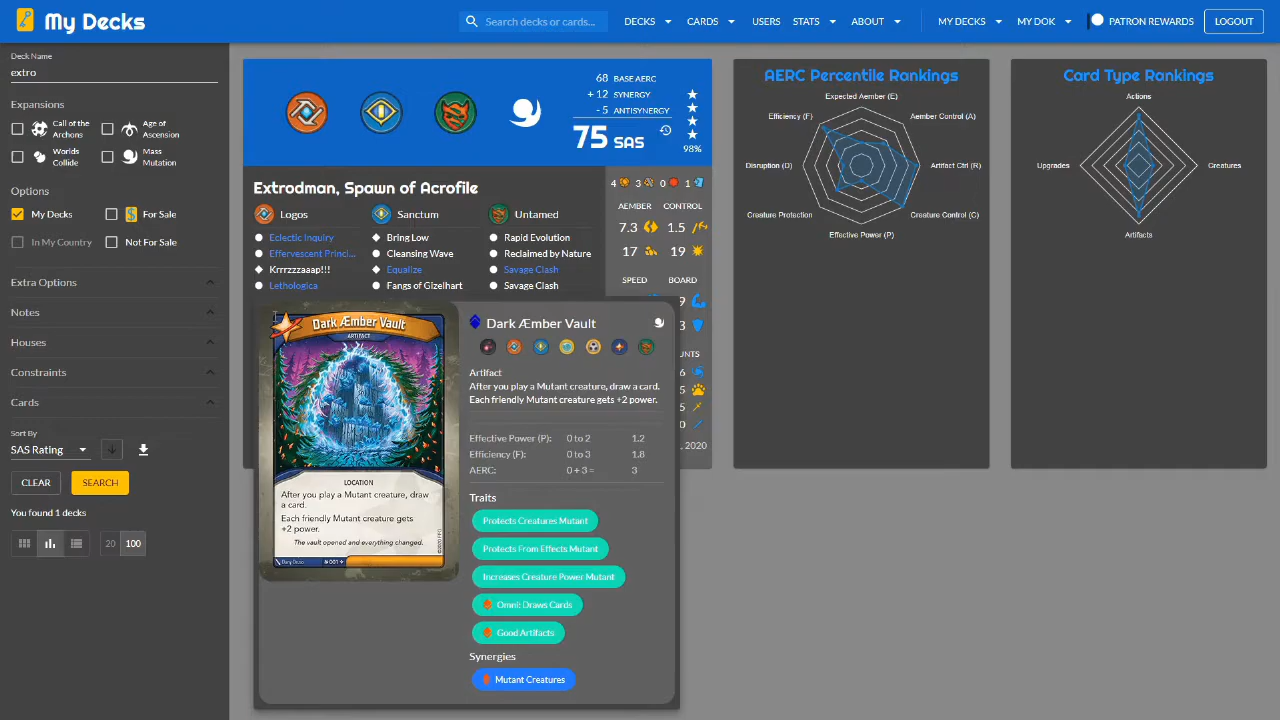 My Decks
Search decks or cards...
DECKS
CARDS
USERS
STATS
ABOUT
MY DECKS
MY DOK
PATRON REWARDS
LOGOUT
Deck Name
extro
Expansions
Call of the Archons
Age of Ascension
Worlds Collide
Mass Mutation
Options
My Decks
For Sale
In My Country
Not For Sale
Extra Options
Notes
Houses
Constraints
Cards
Sort By
SAS Rating
CLEAR
SEARCH
You found 1 decks
20
100
68 BASE AERC
+ 12 SYNERGY
- 5 ANTISYNERGY
75 SAS
98%
Extrodman, Spawn of Acrofile
Logos
Eclectic Inquiry
Effervescent Princi...
Krrrzzzaaap!!!
Lethologica
Sanctum
Bring Low
Cleansing Wave
Equalize
Fangs of Gizelhart
Untamed
Rapid Evolution
Reclaimed by Nature
Savage Clash
Savage Clash
4 3 0 1
AEMBER
CONTROL
7.3
1.5
17
19
SPEED
BOARD
9
3
UNTS
6
5
5
0
, 2020
Dark Æmber Vault
ARTIFACT
LOCATION
After you play a Mutant creature, draw
a card.
Each friendly Mutant creature gets
+2 power.
The vault opened and everything changed.
Dark Æmber Vault
Artifact
After you play a Mutant creature, draw a card.
Each friendly Mutant creature gets +2 power.
Effective Power (P): 0 to 2 1.2
Efficiency (F): 0 to 3 1.8
AERC: 0 + 3 = 3
Traits
Protects Creatures Mutant
Protects From Effects Mutant
Increases Creature Power Mutant
Omni: Draws Cards
Good Artifacts
Synergies
Mutant Creatures
AERC Percentile Rankings
Expected Aember (E)
Efficiency (F)
Aember Control (A)
Disruption (D)
Artifact Ctrl (R)
Creature Protection
Creature Control (C)
Effective Power (P)
Card Type Rankings
Actions
Upgrades
Creatures
Artifacts